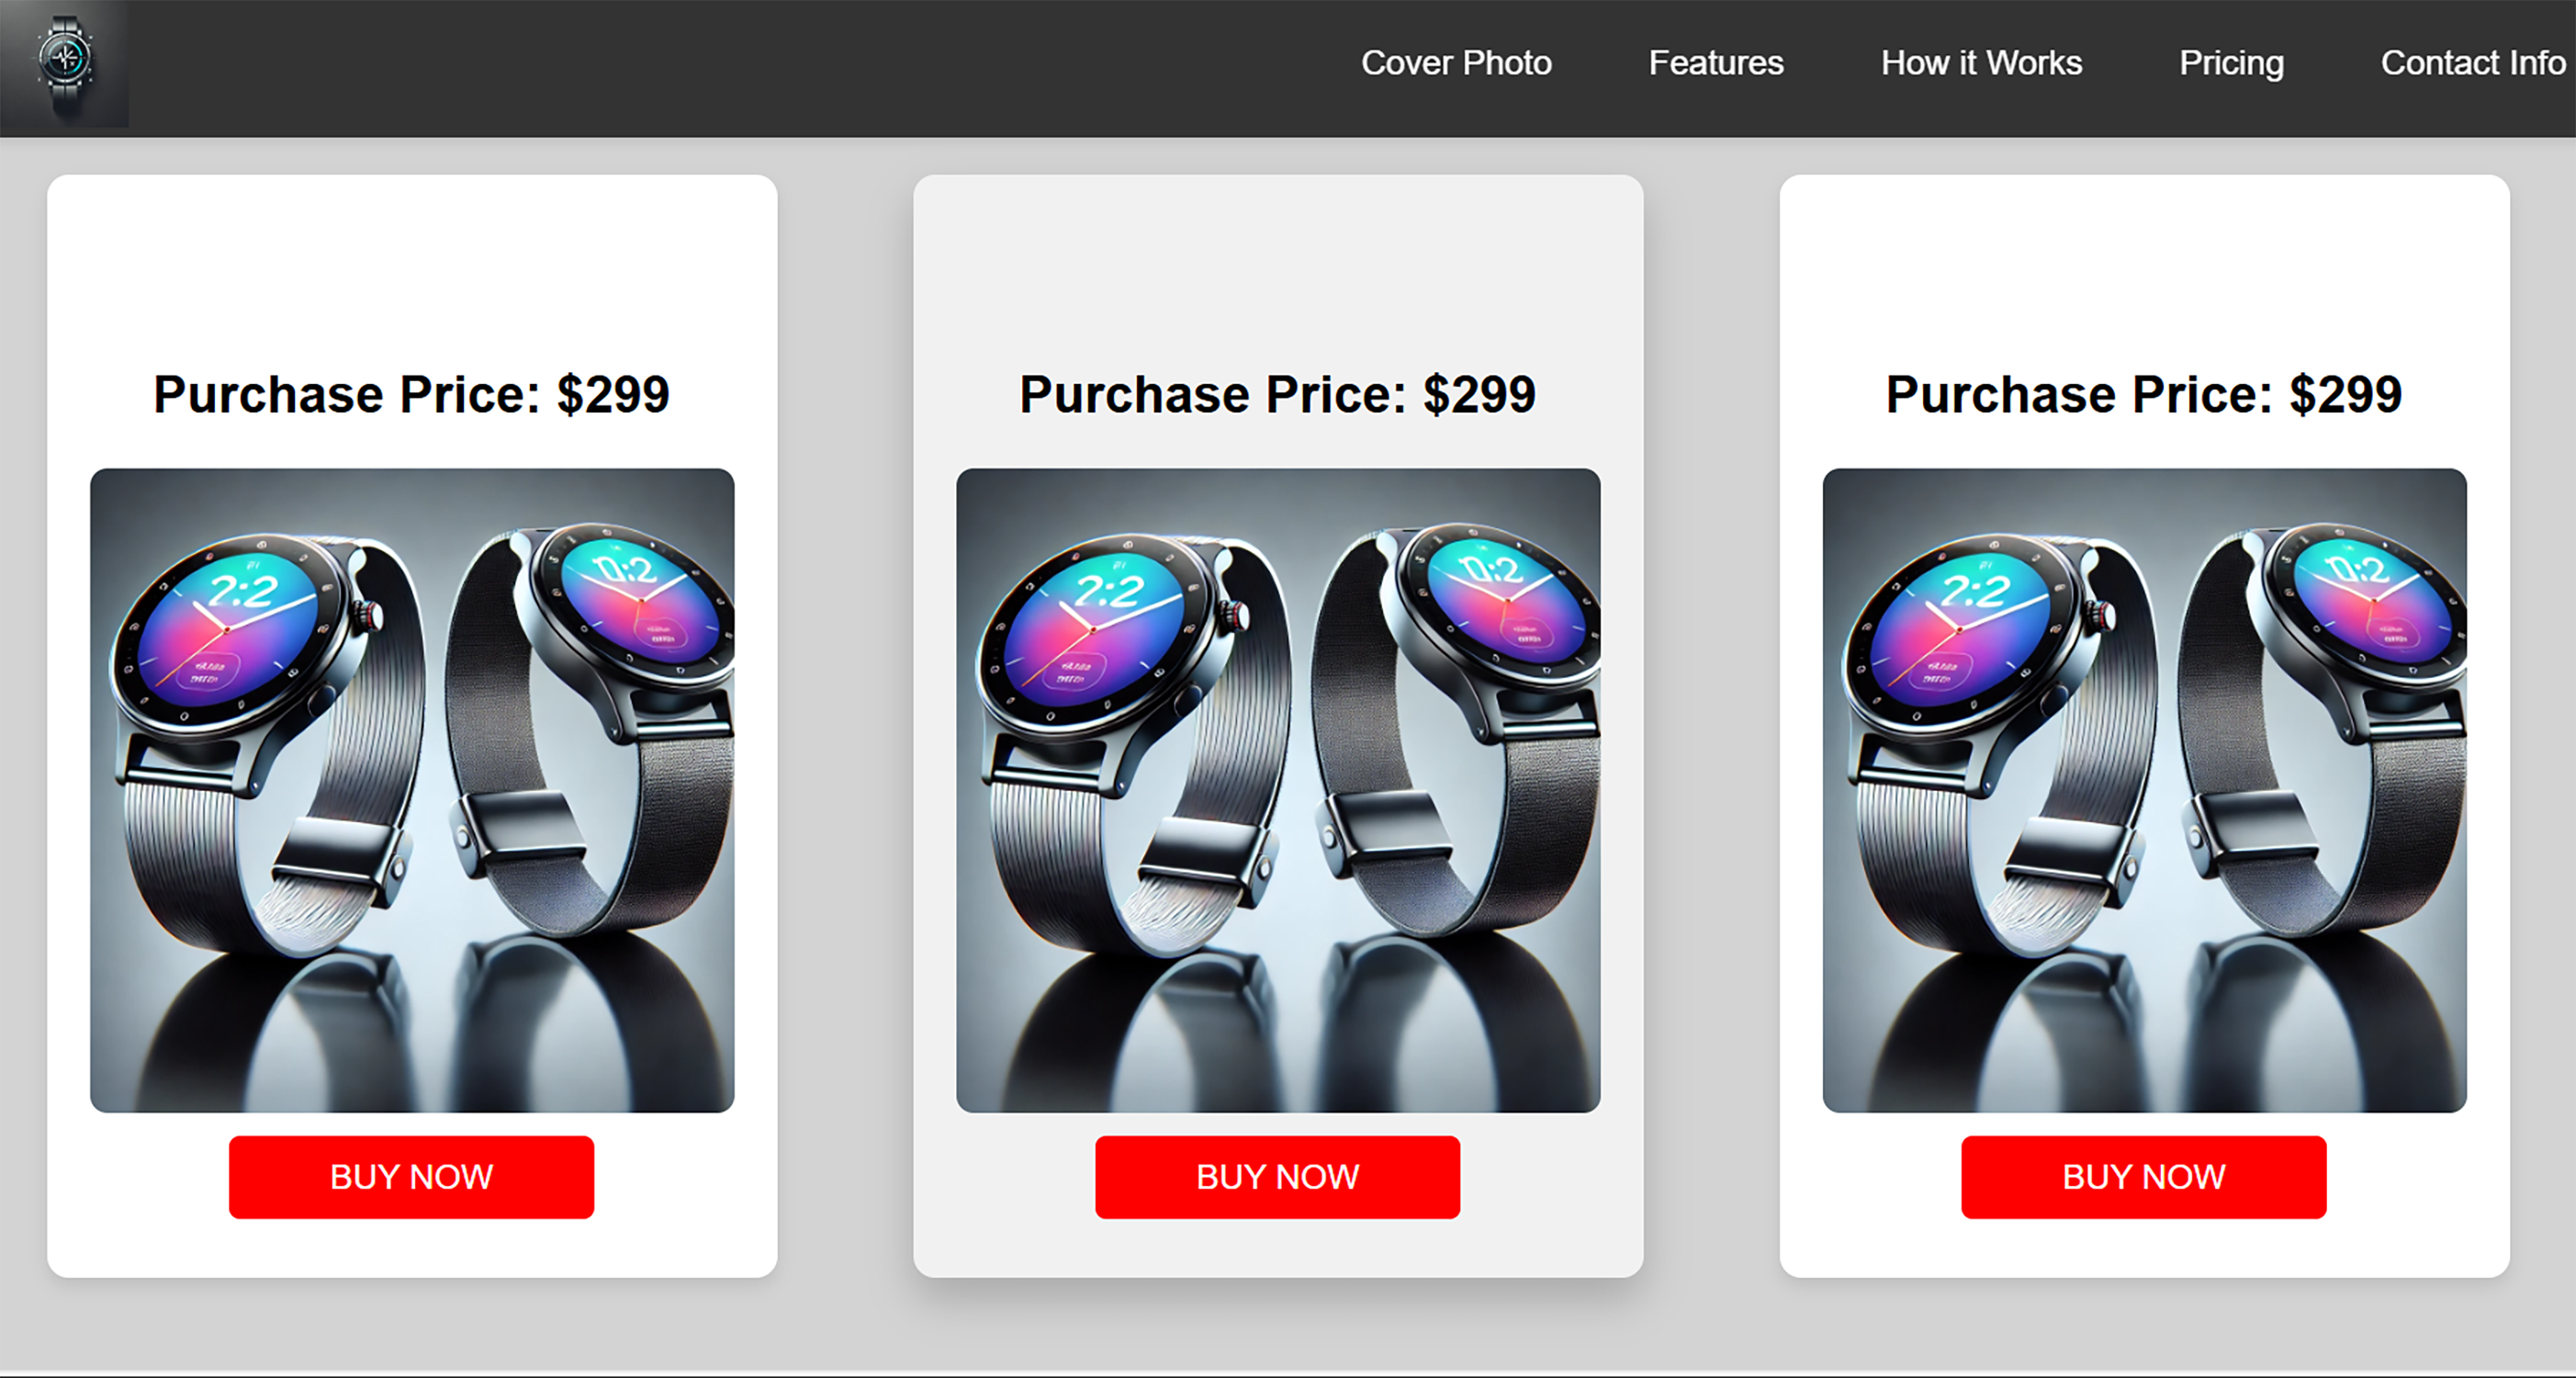 Cover Photo Features How it Works Pricing Contact Info
Purchase Price: $299 Purchase Price: $299 Purchase Price: $299
2:2 0:2 2:2 0:2 2:2 0:2
BUY NOW BUY NOW BUY NOW